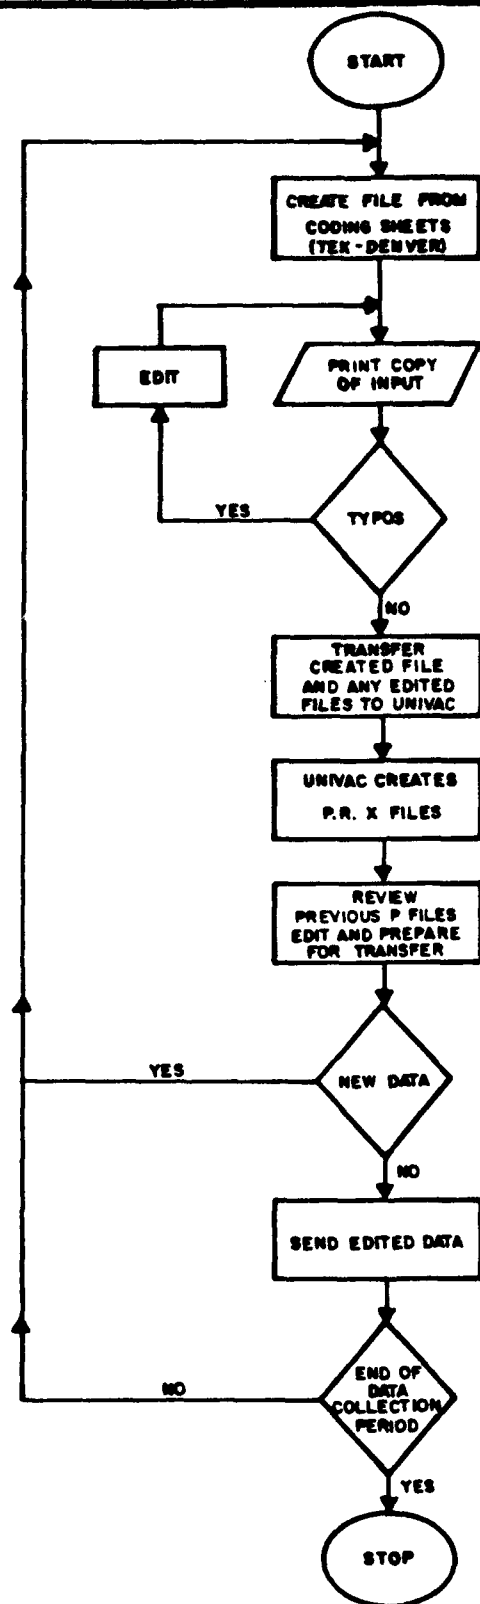 START
CREATE FILE FROM
CODING SHEETS
(TEK-DENVER)
EDIT
PRINT COPY
OF INPUT
YES
TYPOS
NO
TRANSFER
CREATED FILE
AND ANY EDITED
FILES TO UNIVAC
UNIVAC CREATES
P.R. X FILES
REVIEW
PREVIOUS P FILES
EDIT AND PREPARE
FOR TRANSFER
YES
NEW DATA
NO
SEND EDITED DATA
NO
END OF
DATA
COLLECTION
PERIOD
YES
STOP